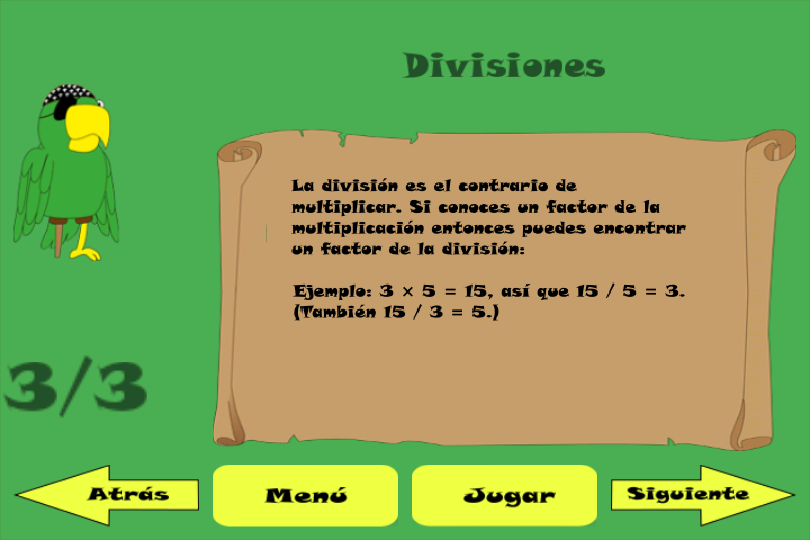 Divisiones
La división es el contrario de
multiplicar. Si conoces un factor de la
multiplicación entonces puedes encontrar
un factor de la división:
Ejemplo: 3 × 5 = 15, así que 15 / 5 = 3.
(También 15 / 3 = 5.)
3/3
Atrás
Menú
Jugar
Siguiente